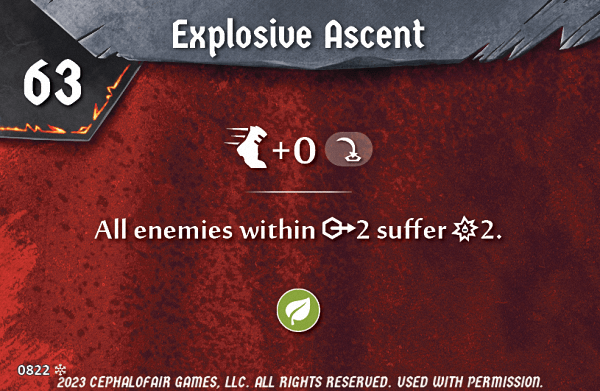 Explosive Ascent
63
+0
All enemies within 2 suffer 2.
0822
2023 CEPHALOFAIR GAMES, LLC. ALL RIGHTS RESERVED. USED WITH PERMISSION.